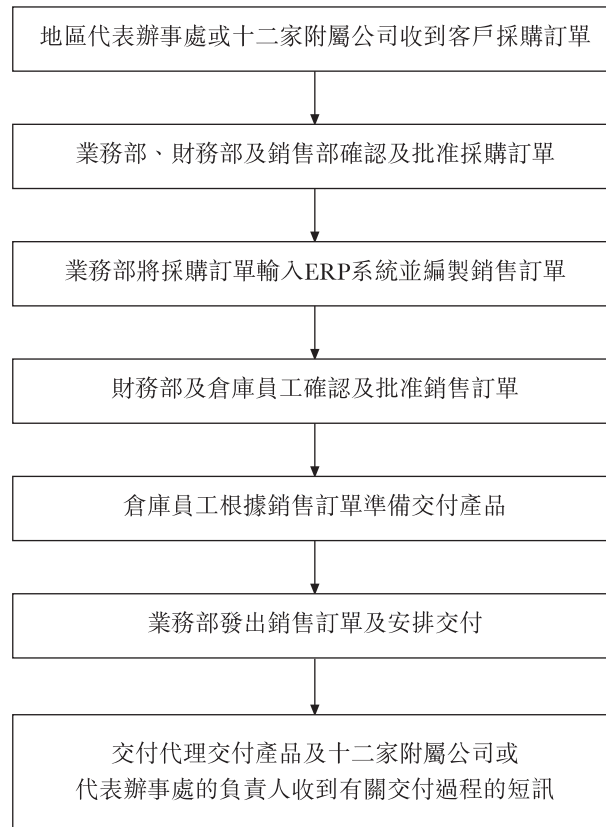 地區代表辦事處或十二家附屬公司收到客戶採購訂單
業務部、財務部及銷售部確認及批准採購訂單
業務部將採購訂單輸入ERP系統並編製銷售訂單
財務部及倉庫員工確認及批准銷售訂單
倉庫員工根據銷售訂單準備交付產品
業務部發出銷售訂單及安排交付
交付代理交付產品及十二家附屬公司或
代表辦事處的負責人收到有關交付過程的短訊